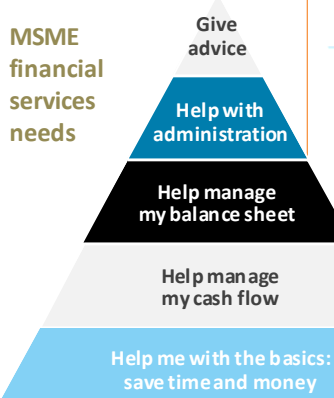 MSME
financial
services
needs
Give
advice
Help with
administration
Help manage
my balance sheet
Help manage
my cash flow
Help me with the basics:
save time and money